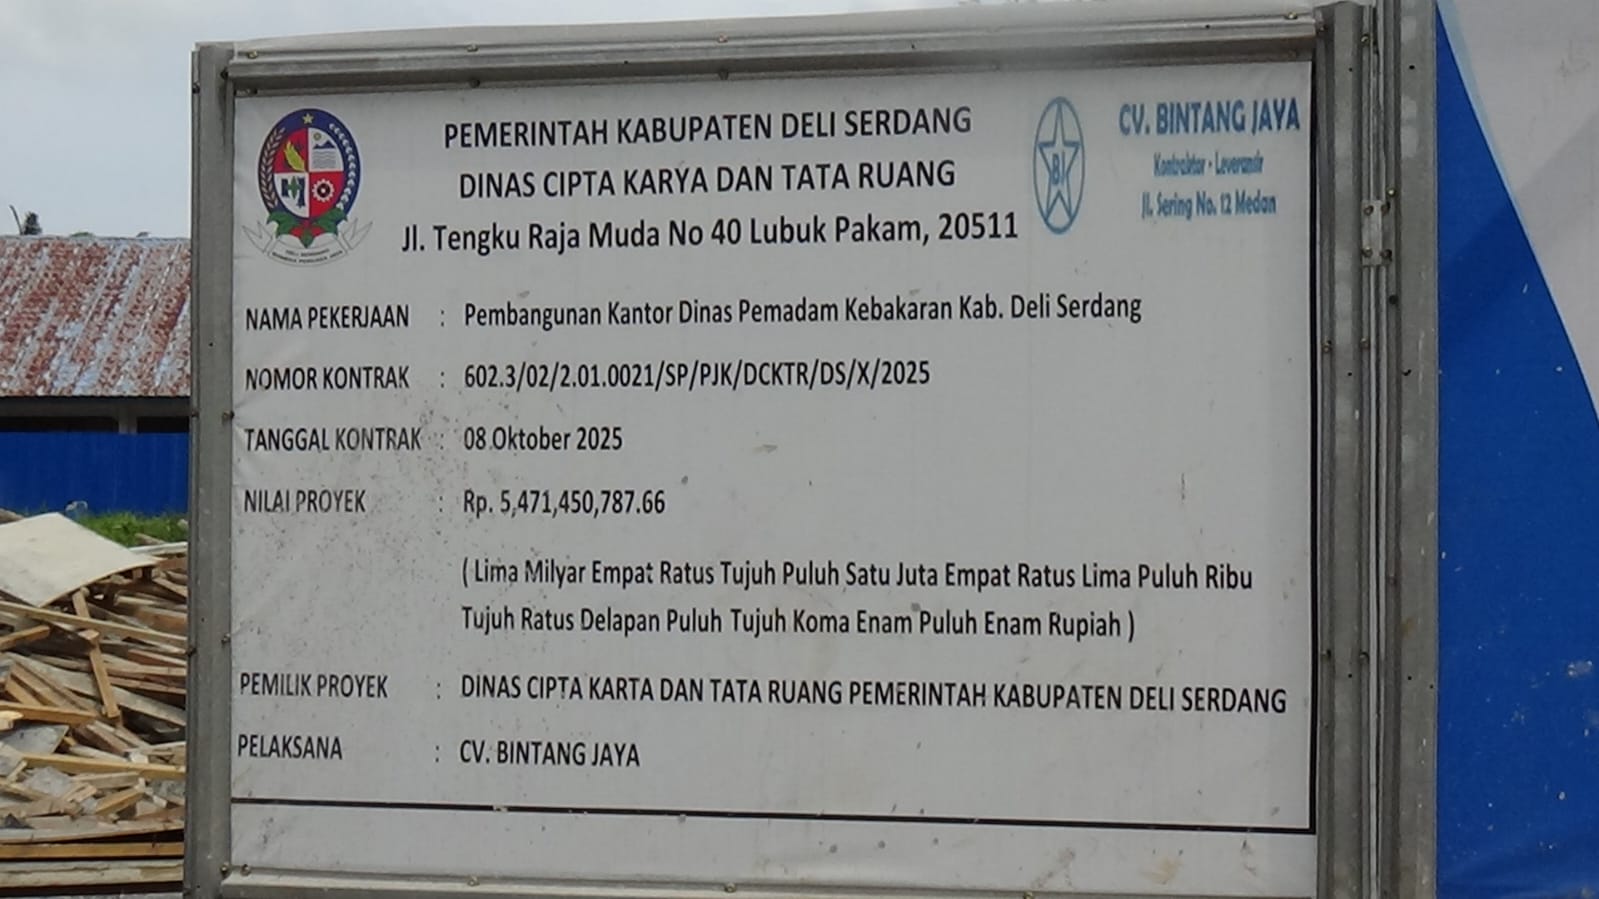 PEMERINTAH KABUPATEN DELI SERDANG
DINAS CIPTA KARYA DAN TATA RUANG
Jl. Tengku Raja Muda No 40 Lubuk Pakam, 20511
BJ
CV. BINTANG JAYA
Kontraktor - Leveransir
Jl. Sering No. 12 Medan
NAMA PEKERJAAN : Pembangunan Kantor Dinas Pemadam Kebakaran Kab. Deli Serdang
NOMOR KONTRAK : 602.3/02/2.01.0021/SP/PJK/DCKTR/DS/X/2025
TANGGAL KONTRAK : 08 Oktober 2025
NILAI PROYEK : Rp. 5,471,450,787.66
( Lima Milyar Empat Ratus Tujuh Puluh Satu Juta Empat Ratus Lima Puluh Ribu
Tujuh Ratus Delapan Puluh Tujuh Koma Enam Puluh Enam Rupiah )
PEMILIK PROYEK : DINAS CIPTA KARTA DAN TATA RUANG PEMERINTAH KABUPATEN DELI SERDANG
PELAKSANA : CV. BINTANG JAYA